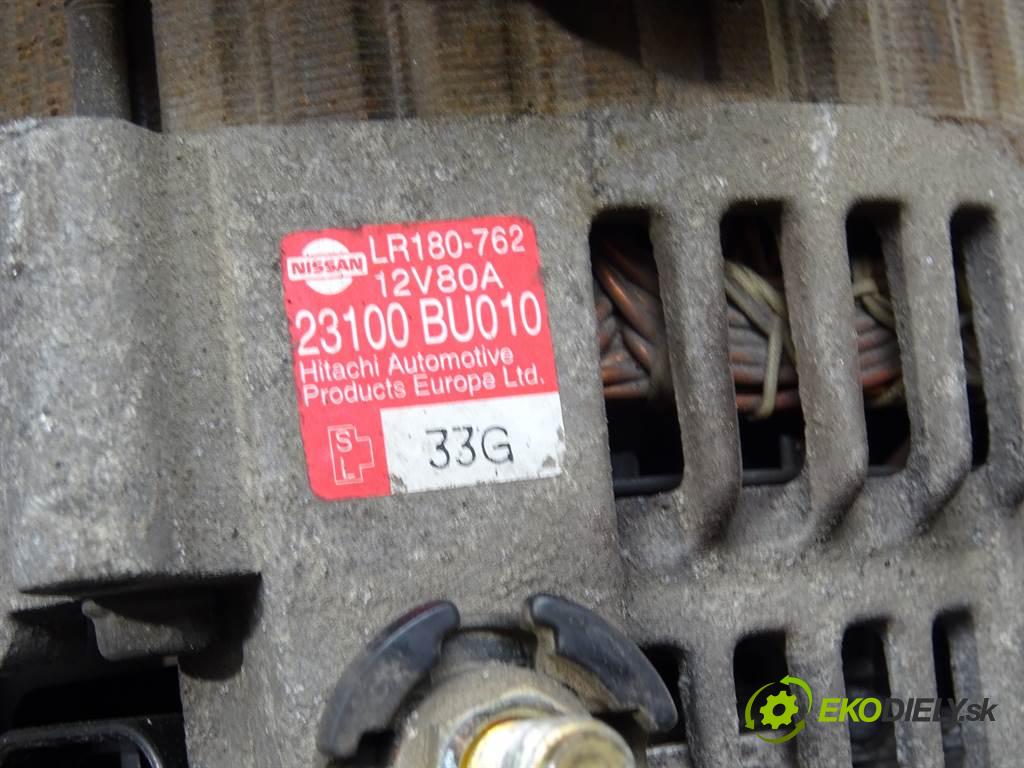 NISSAN LR180-762
12V80A
23100 BU010
Hitachi Automotive
Products Europe Ltd.
S
L
33G
EKODIELY.sk